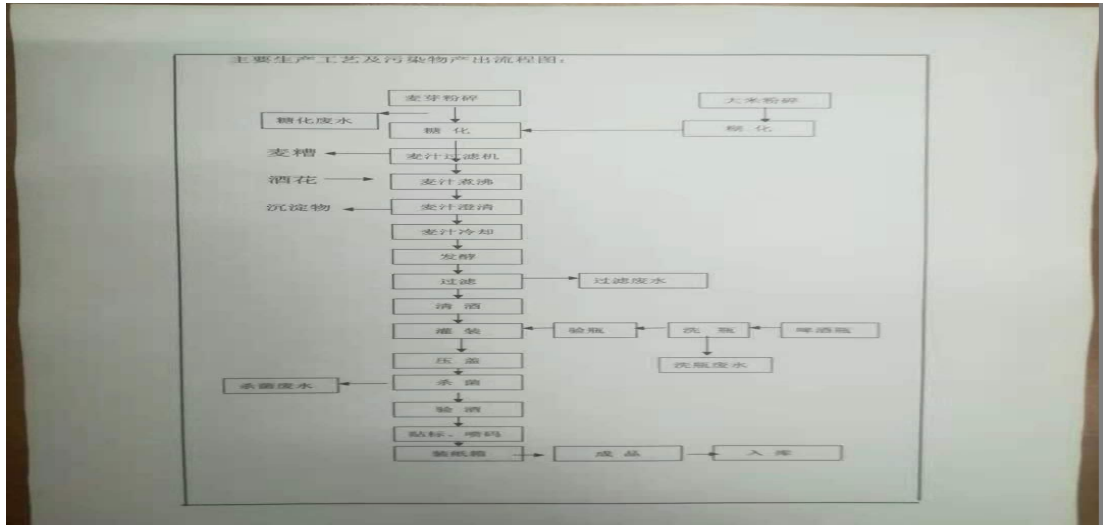 主要生产工艺及污染物产出流程图：
麦芽粉碎 大米粉碎
糖化废水
糖 化 糊 化
麦糟 麦汁过滤机
酒花 麦汁煮沸
沉淀物 麦汁澄清
麦汁冷却
发酵
过滤 过滤废水
清 酒
灌 装 验瓶 洗 瓶 啤酒瓶
压 盖 洗瓶废水
杀菌废水 杀 菌
验 酒
贴标、喷码
装纸箱 成 品 入 库